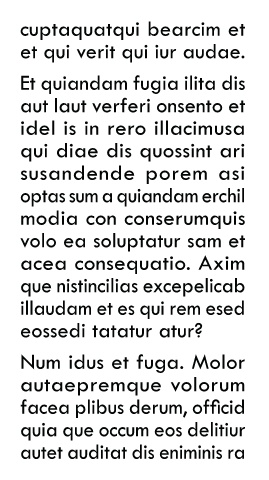 cuptaquatqui bearcim et
et qui verit qui iur audae.
Et quiandam fugia ilita dis
aut laut verferi onsento et
idel is in rero illacimusa
qui diae dis quossint ari
susandende porem asi
optas sum a quiandam erchil
modia con conserumquis
volo ea soluptatur sam et
acea consequatio. Axim
que nistincilias excepelicab
illaudam et es qui rem esed
eossedi tatatur atur?
Num idus et fuga. Molor
autaepremque volorum
facea plibus derum, officid
quia que occum eos delitiur
autet auditat dis eniminis ra